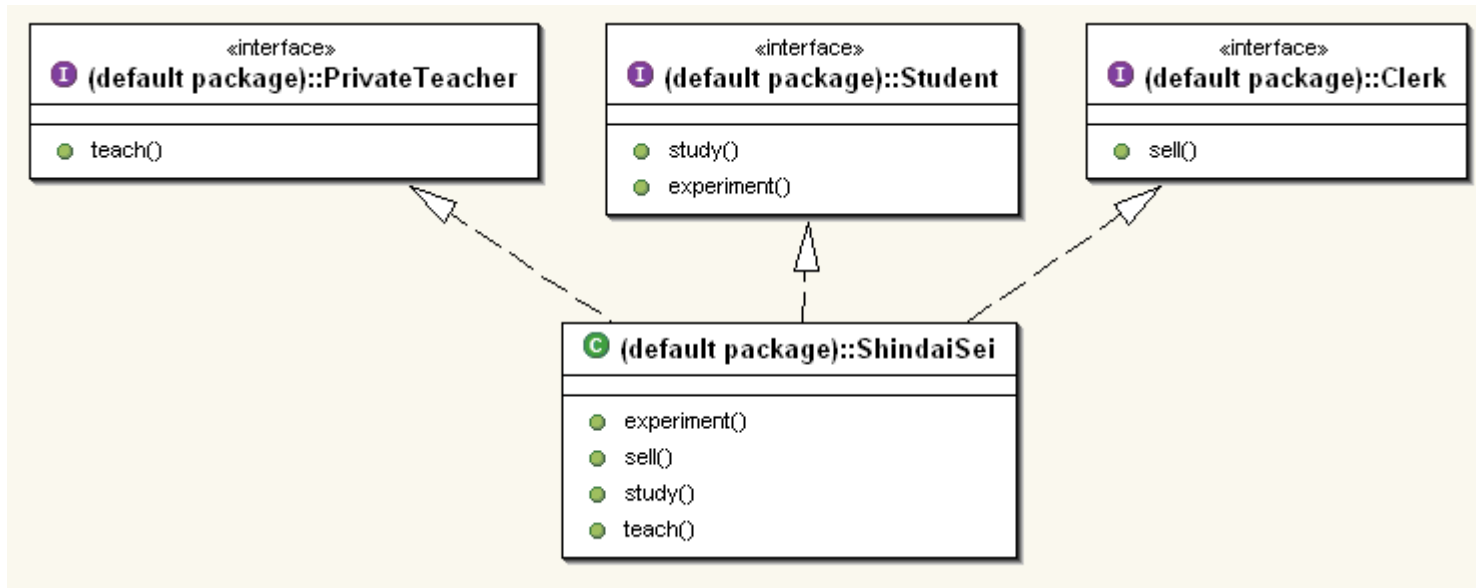 «interface»
I (default package)::PrivateTeacher
teach()
«interface»
I (default package)::Student
study()
experiment()
«interface»
I (default package)::Clerk
sell()
C (default package)::ShindaiSei
experiment()
sell()
study()
teach()